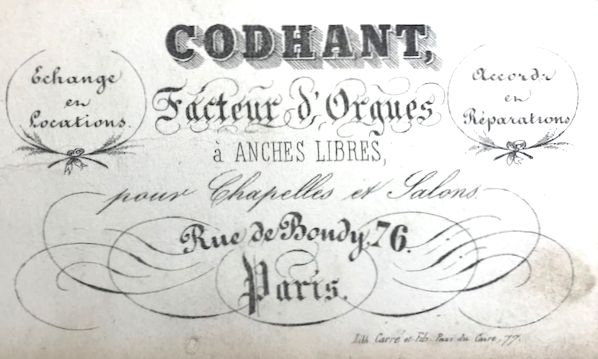 CODHANT,
Echange
en
Locations.
Facteur d'Orgues
Accords
en
Réparations
à ANCHES LIBRES,
pour Chapelles et Salons
Rue de Bondy, 76.
Paris.
Lith. Carré et Fils Pass. du Caire, 77.